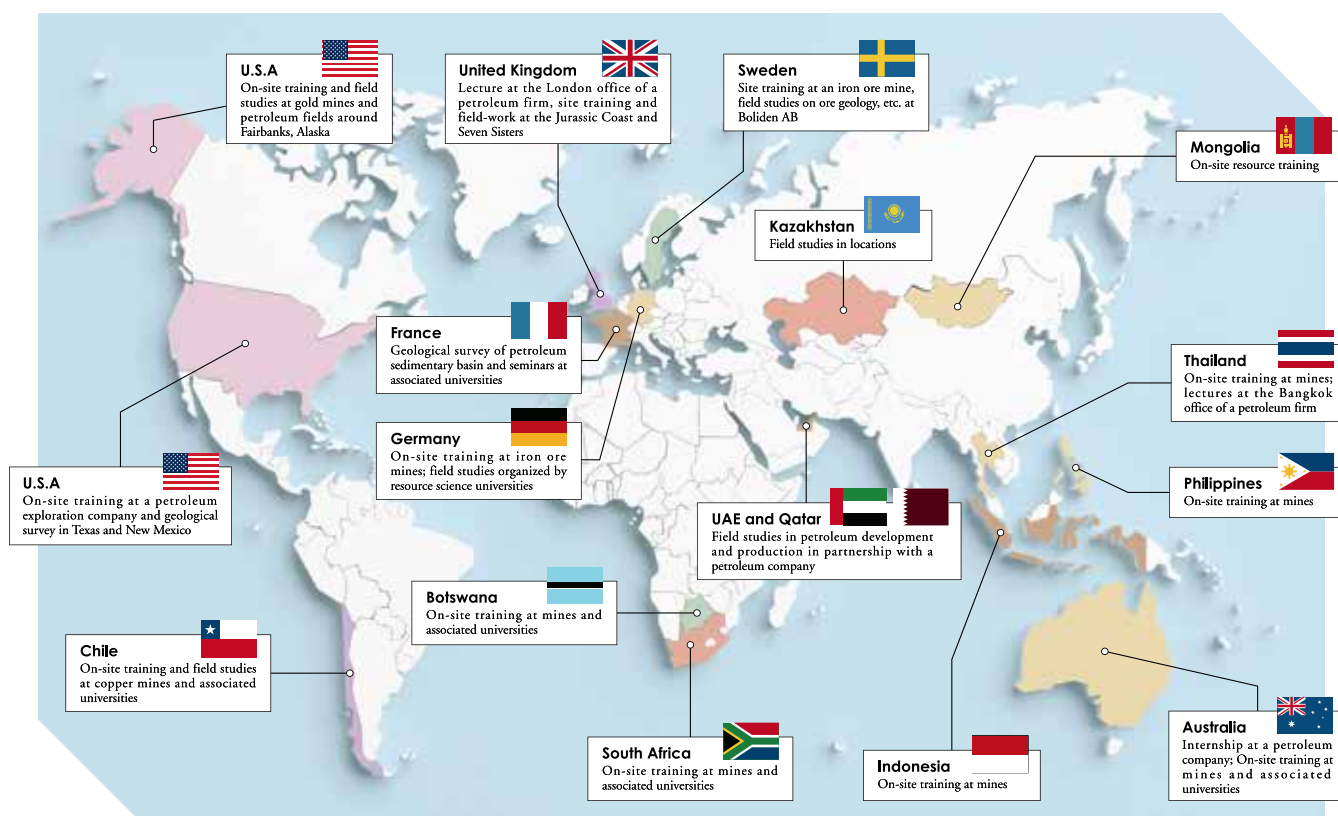 U.S.A
On-site training and field
studies at gold mines and
petroleum fields around
Fairbanks, Alaska
United Kingdom
Lecture at the London office of a
petroleum firm, site training and
field-work at the Jurassic Coast and
Seven Sisters
Sweden
Site training at an iron ore mine,
field studies on ore geology, etc. at
Boliden AB
Mongolia
On-site resource training
Kazakhstan
Field studies in locations
France
Geological survey of petroleum
sedimentary basin and seminars at
associated universities
Thailand
On-site training at mines;
lectures at the Bangkok
office of a petroleum firm
Germany
On-site training at iron ore
mines; field studies organized by
resource science universities
U.S.A
On-site training at a petroleum
exploration company and geological
survey in Texas and New Mexico
Philippines
On-site training at mines
UAE and Qatar
Field studies in petroleum development
and production in partnership with a
petroleum company
Botswana
On-site training at mines and
associated universities
Chile
On-site training and field studies
at copper mines and associated
universities
South Africa
On-site training at mines and
associated universities
Indonesia
On-site training at mines
Australia
Internship at a petroleum
company; On-site training at
mines and associated
universities